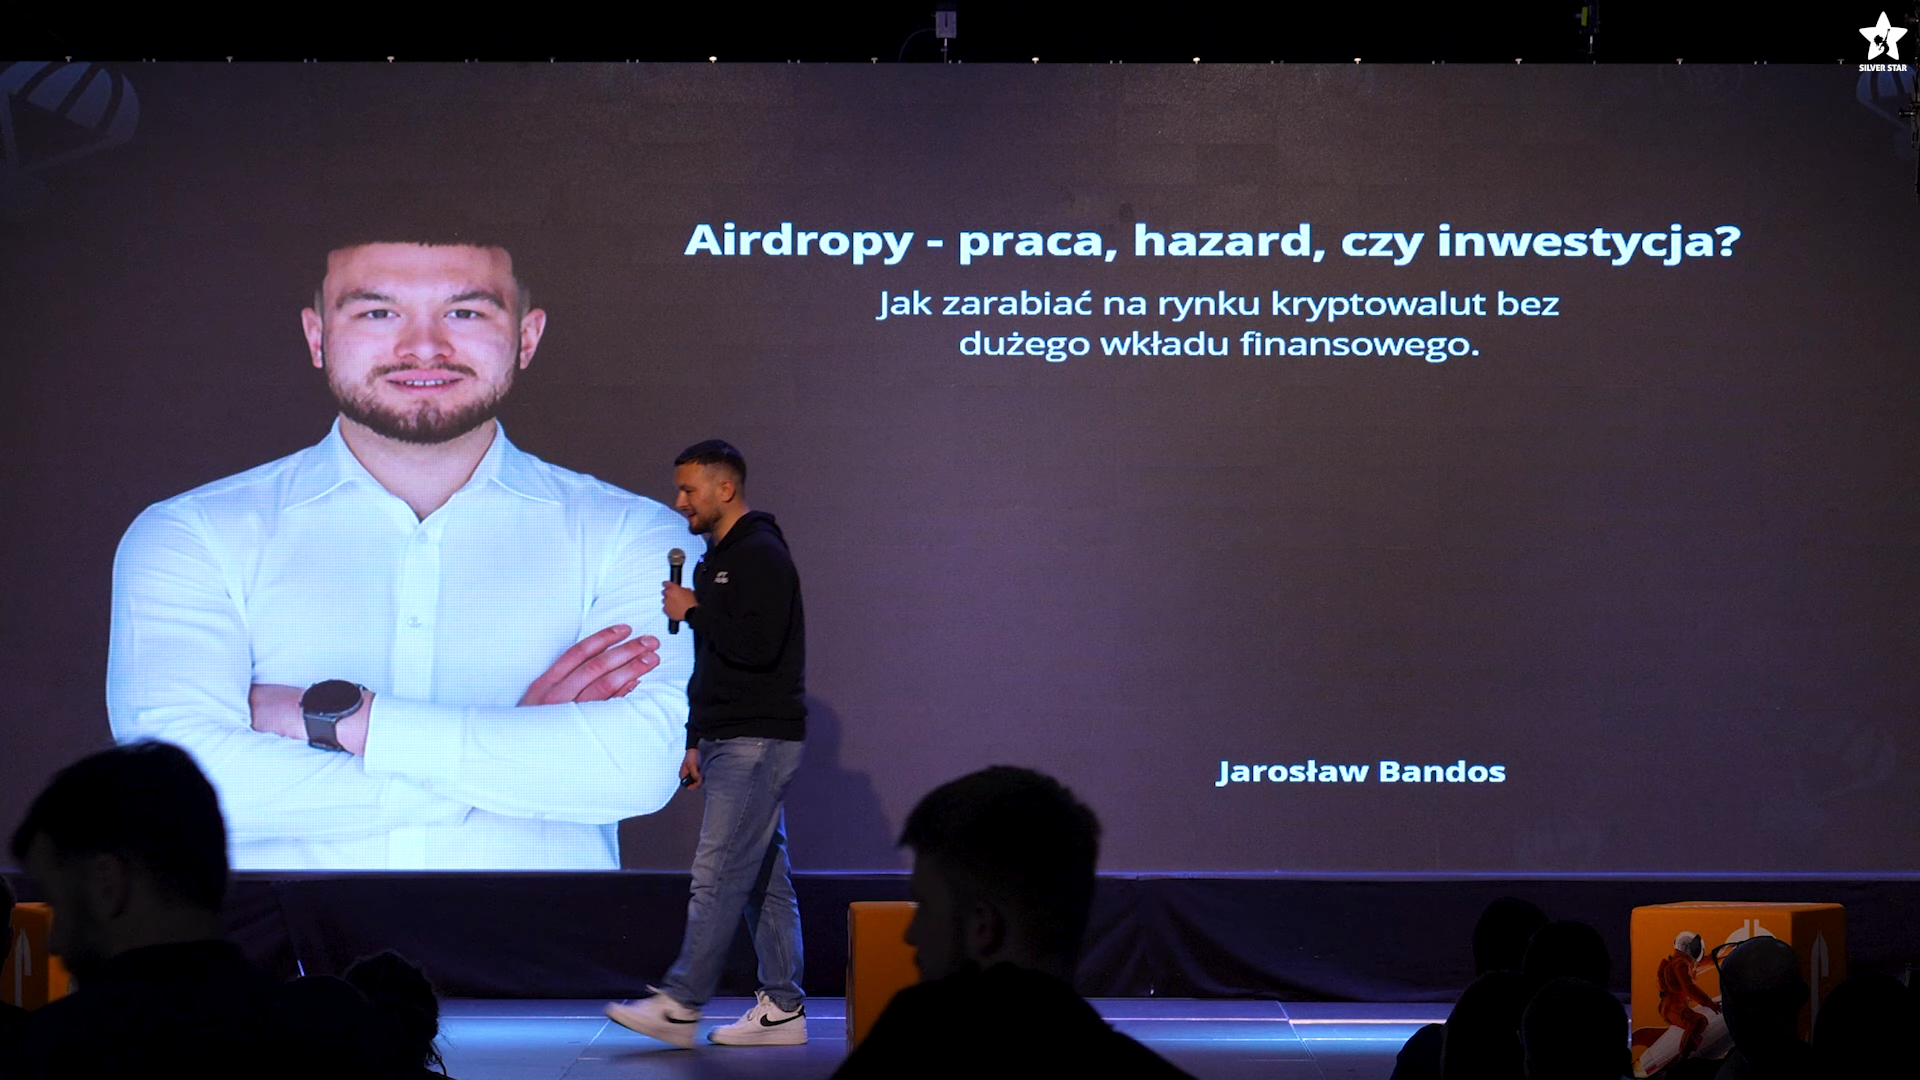 SILVER STAR
Airdropy - praca, hazard, czy inwestycja?
Jak zarabiać na rynku kryptowalut bez
dużego wkładu finansowego.
Jarosław Bandos